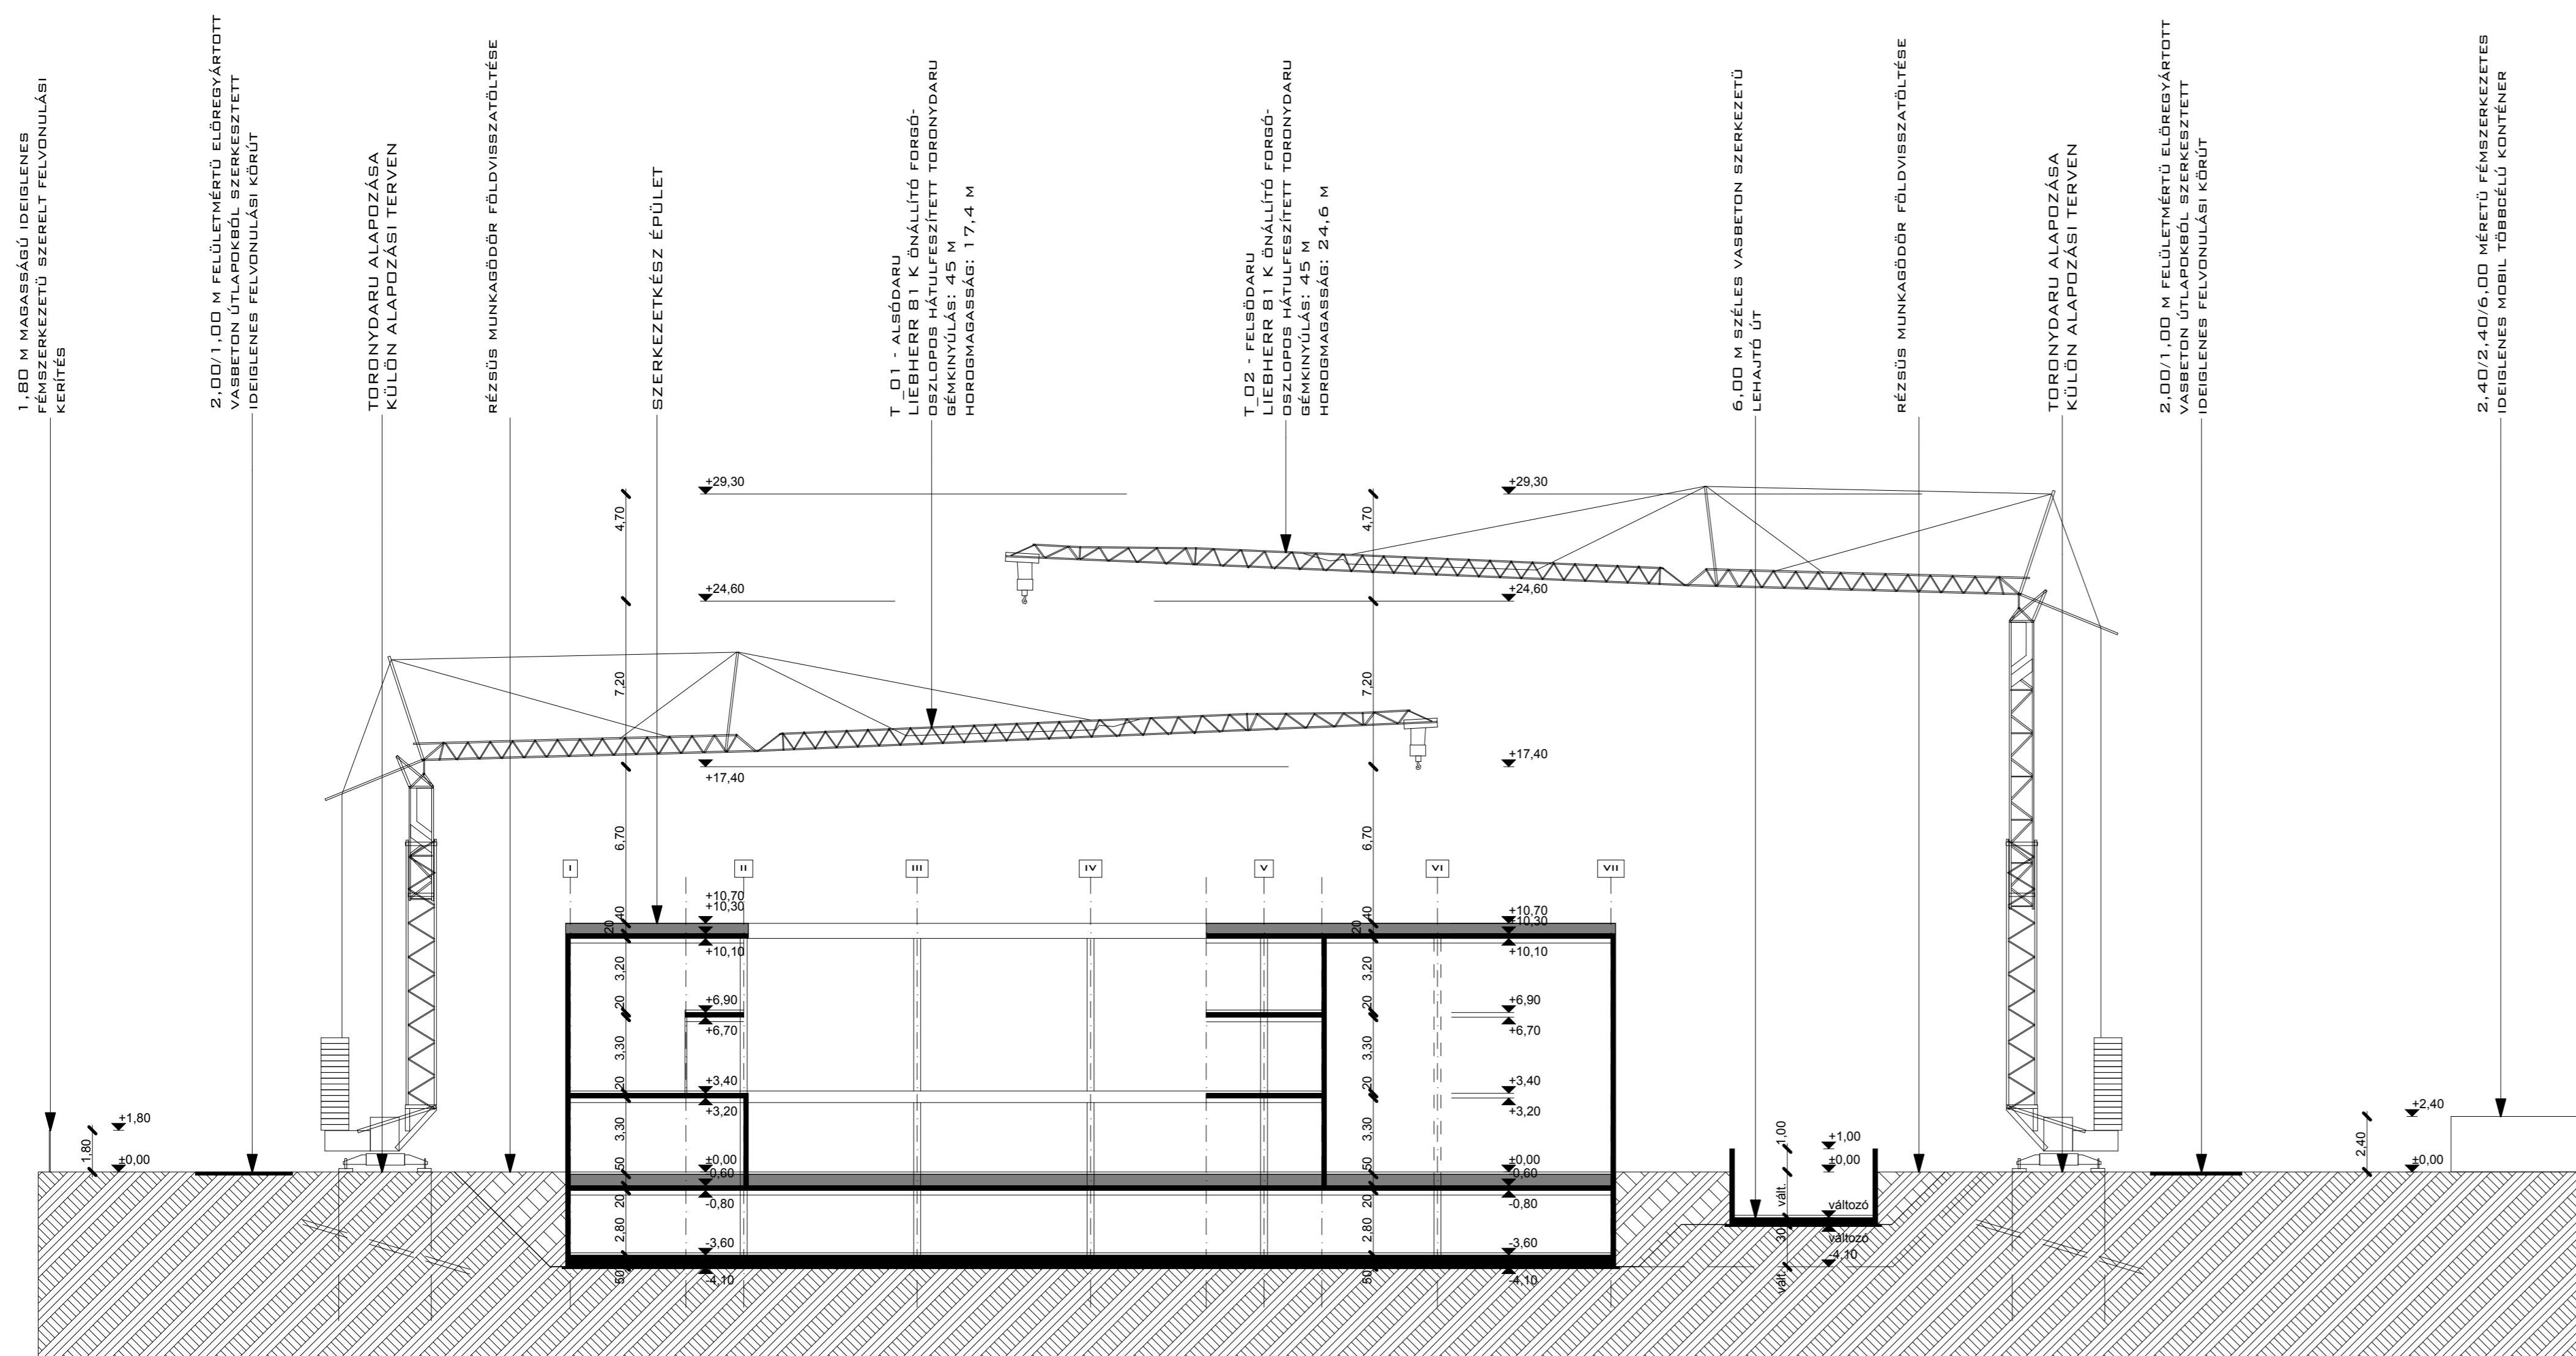 1,80 M MAGASSÁGÚ IDEIGLENES
FÉMSZERKEZETŰ SZERELT FELVONULÁSI
KERÍTÉS
2,00/1,00 M FELÜLETMÉRTŰ ELŐREGYÁRTOTT
VASBETON ÚTLAPOKBÓL SZERKESZTETT
IDEIGLENES FELVONULÁSI KÖRÚT
TORONYDARU ALAPOZÁSA
KÜLÖN ALAPOZÁSI TERVEN
RÉZSŰS MUNKAGÖDÖR FÖLDVISSZATÖLTÉSE
SZERKEZETKÉSZ ÉPÜLET
T_01 - ALSÓDARU
LIEBHERR 81 K ÖNÁLLÍTÓ FORGÓ-
OSZLOPOS HÁTULFESZÍTETT TORONYDARU
GÉMKINYÚLÁS: 45 M
HOROGMAGASSÁG: 17,4 M
T_02 - FELSŐDARU
LIEBHERR 81 K ÖNÁLLÍTÓ FORGÓ-
OSZLOPOS HÁTULFESZÍTETT TORONYDARU
GÉMKINYÚLÁS: 45 M
HOROGMAGASSÁG: 24,6 M
6,00 M SZÉLES VASBETON SZERKEZETŰ
LEHAJTÓ ÚT
RÉZSŰS MUNKAGÖDÖR FÖLDVISSZATÖLTÉSE
TORONYDARU ALAPOZÁSA
KÜLÖN ALAPOZÁSI TERVEN
2,00/1,00 M FELÜLETMÉRTŰ ELŐREGYÁRTOTT
VASBETON ÚTLAPOKBÓL SZERKESZTETT
IDEIGLENES FELVONULÁSI KÖRÚT
2,40/2,40/6,00 MÉRETŰ FÉMSZERKEZETES
IDEIGLENES MOBIL TÖBBCÉLÚ KONTÉNER
+29,30
+29,30
4,70
4,70
+24,60
+24,60
7,20
7,20
+17,40
+17,40
6,70
6,70
I
II
III
IV
V
VI
VII
+10,70
+10,30
+10,10
+6,90
+6,70
+3,40
+3,20
±0,00
-0,60
-0,80
-3,60
-4,10
40
20
3,20
20
3,30
20
3,30
50
20
2,80
50
40
20
3,20
20
3,30
20
3,30
50
20
2,80
50
+10,70
+10,30
+10,10
+6,90
+6,70
+3,40
+3,20
±0,00
-0,60
-0,80
-3,60
-4,10
+1,80
1,80
±0,00
1,00
+1,00
±0,00
vált.
változó
30
változó
-4,10
vált.
+2,40
2,40
±0,00